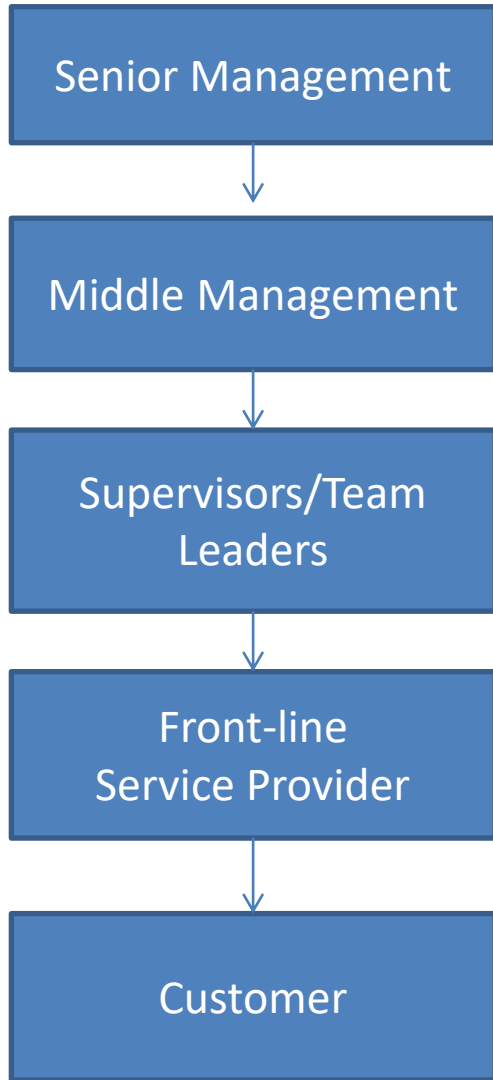 Senior Management
Middle Management
Supervisors/Team
Leaders
Front-line
Service Provider
Customer